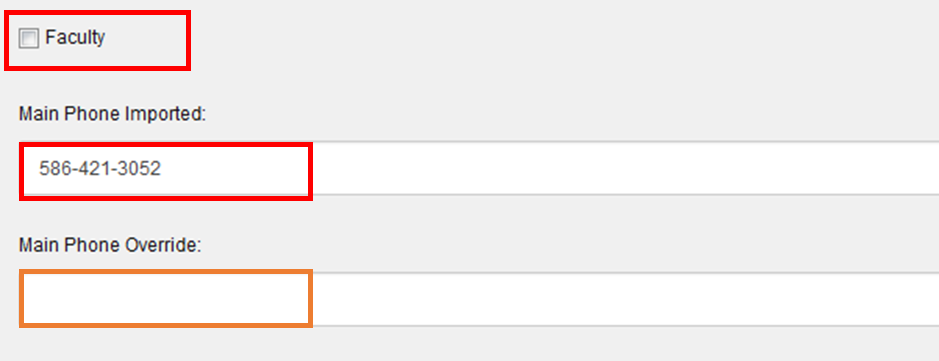 Faculty
Main Phone Imported:
586-421-3052
Main Phone Override: